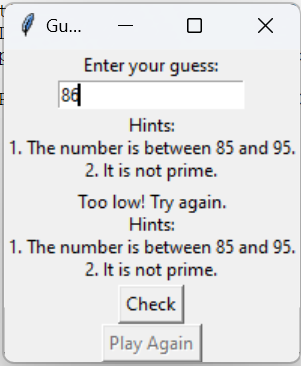 Gu...
Enter your guess:
86
Hints:
1. The number is between 85 and 95.
2. It is not prime.
Too low! Try again.
Hints:
1. The number is between 85 and 95.
2. It is not prime.
Check
Play Again